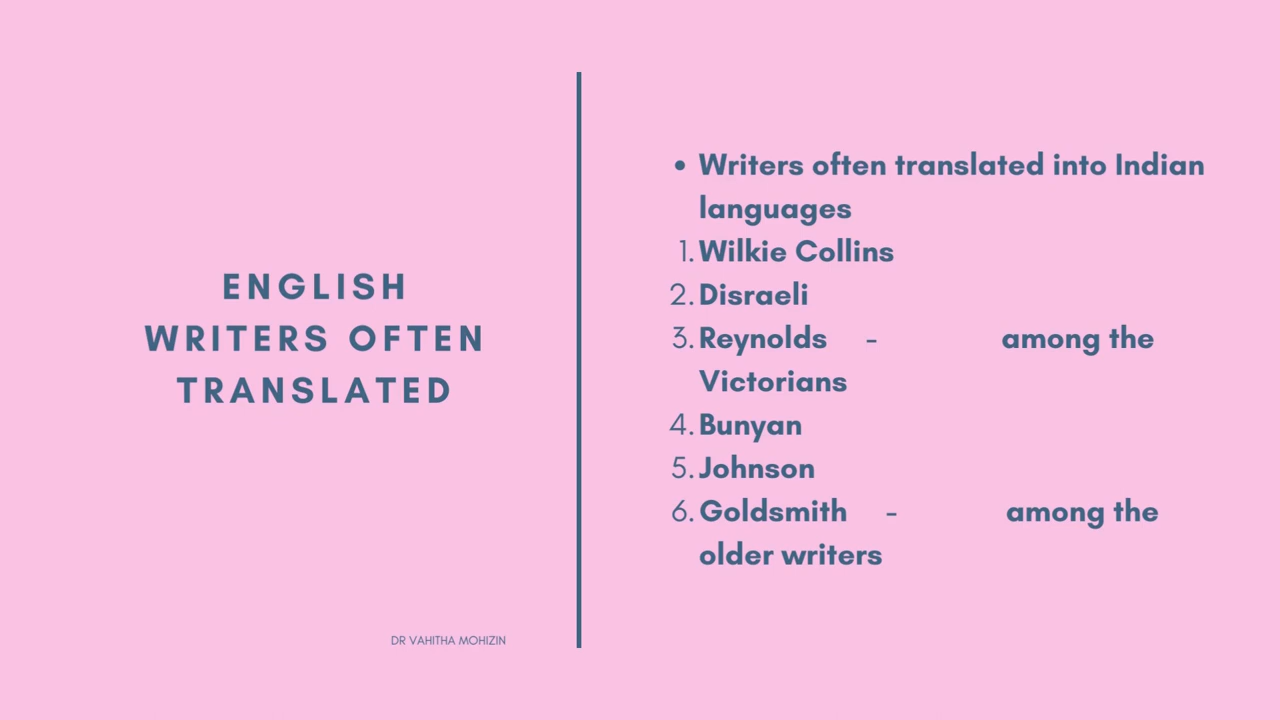 ENGLISH
WRITERS OFTEN
TRANSLATED
DR VAHITHA MOHIZIN
• Writers often translated into Indian
languages
1. Wilkie Collins
2. Disraeli
3. Reynolds - among the
Victorians
4. Bunyan
5. Johnson
6. Goldsmith - among the
older writers